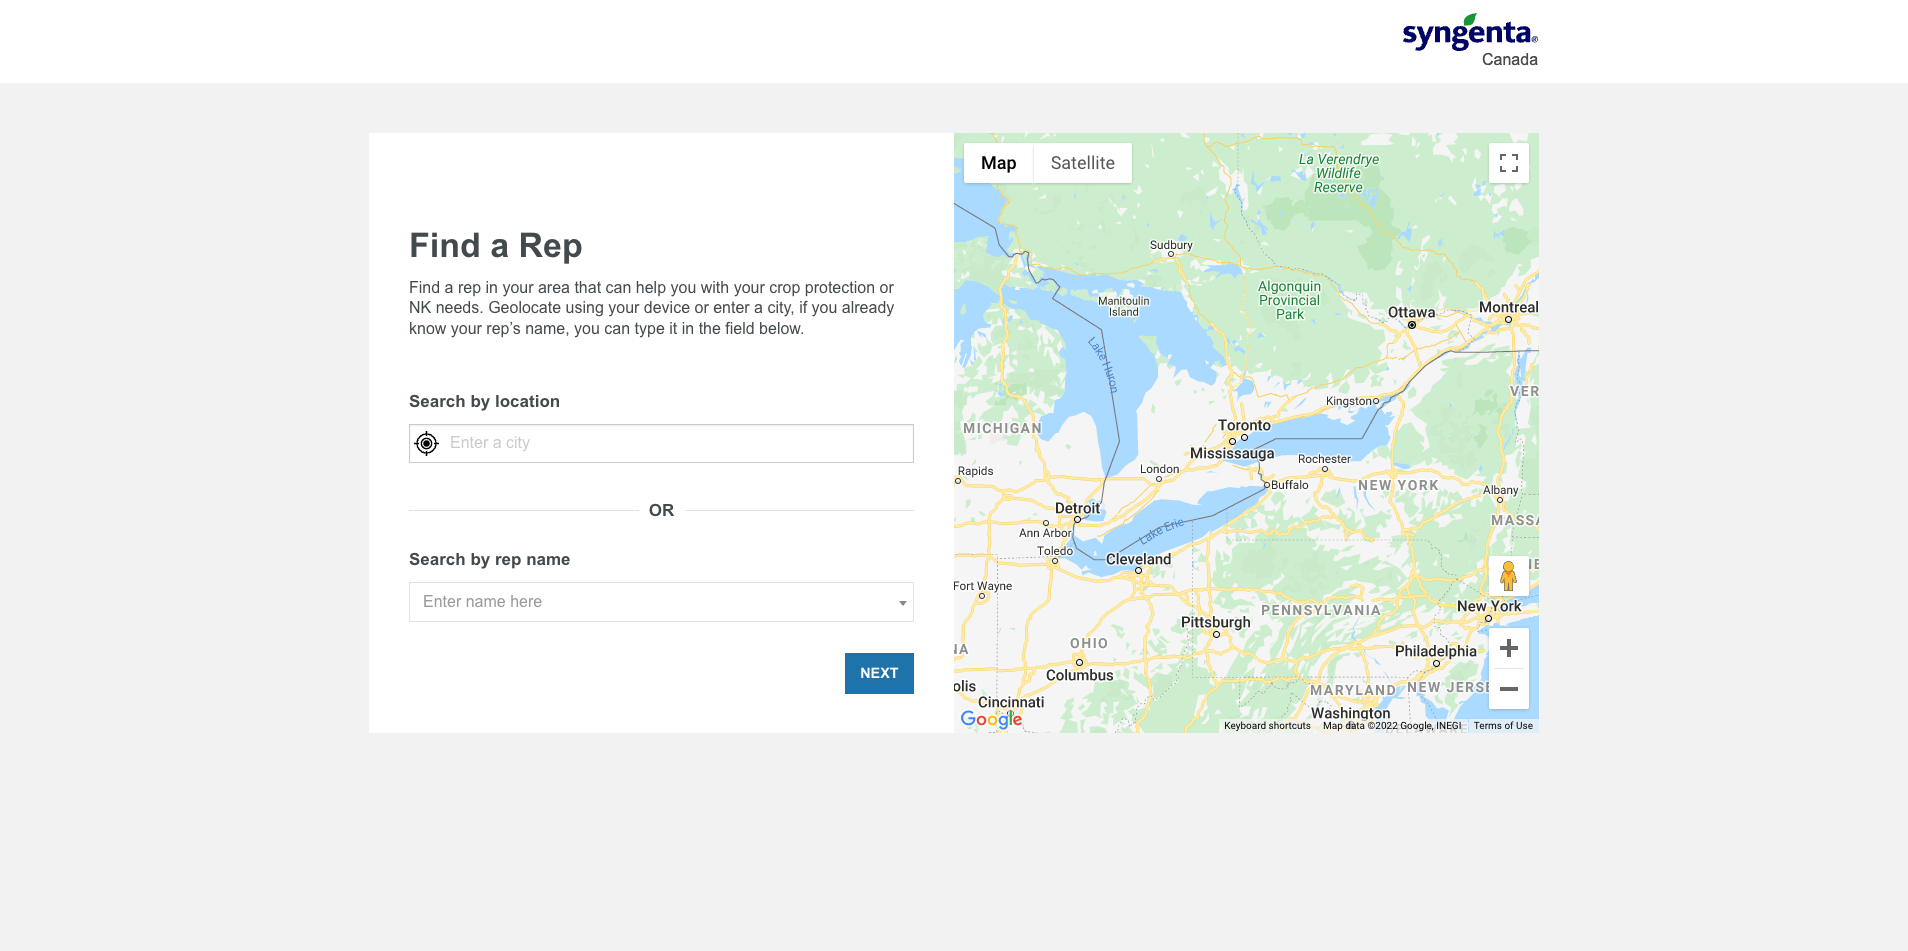 syngenta®
Canada
Find a Rep
Find a rep in your area that can help you with your crop protection or
NK needs. Geolocate using your device or enter a city, if you already
know your rep’s name, you can type it in the field below.
Search by location
Enter a city
OR
Search by rep name
Enter name here
NEXT
Map
Satellite
La Verendrye
Wildlife
Reserve
Sudbury
Algonquin
Provincial
Park
Manitoulin
Island
Ottawa
Montreal
Lake Huron
VER
Kingston
MICHIGAN
Toronto
Mississauga
Rochester
Rapids
London
Buffalo
NEW YORK
Albany
Detroit
MASSA
Ann Arbor
Lake Erie
Toledo
Cleveland
NE
Fort Wayne
PENNSYLVANIA
New York
Pittsburgh
OHIO
NA
Philadelphia
Columbus
olis
MARYLAND
NEW JERSE
Cincinnati
Washington
Google
Keyboard shortcuts
Map data ©2022 Google, INEGI
Terms of Use